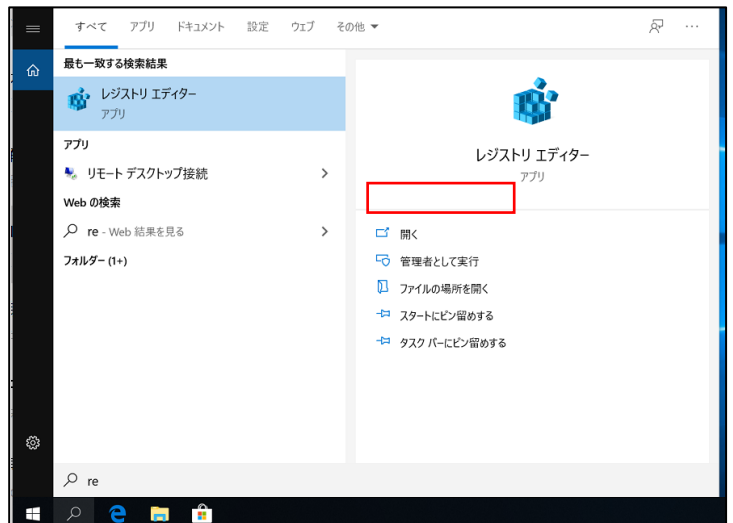 すべて アプリ ドキュメント 設定 ウェブ その他
最も一致する検索結果
レジストリ エディター
アプリ
アプリ
リモート デスクトップ接続
Web の検索
re - Web 結果を見る
フォルダー (1+)
レジストリ エディター
アプリ
開く
管理者として実行
ファイルの場所を開く
スタートにピン留めする
タスク バーにピン留めする
re